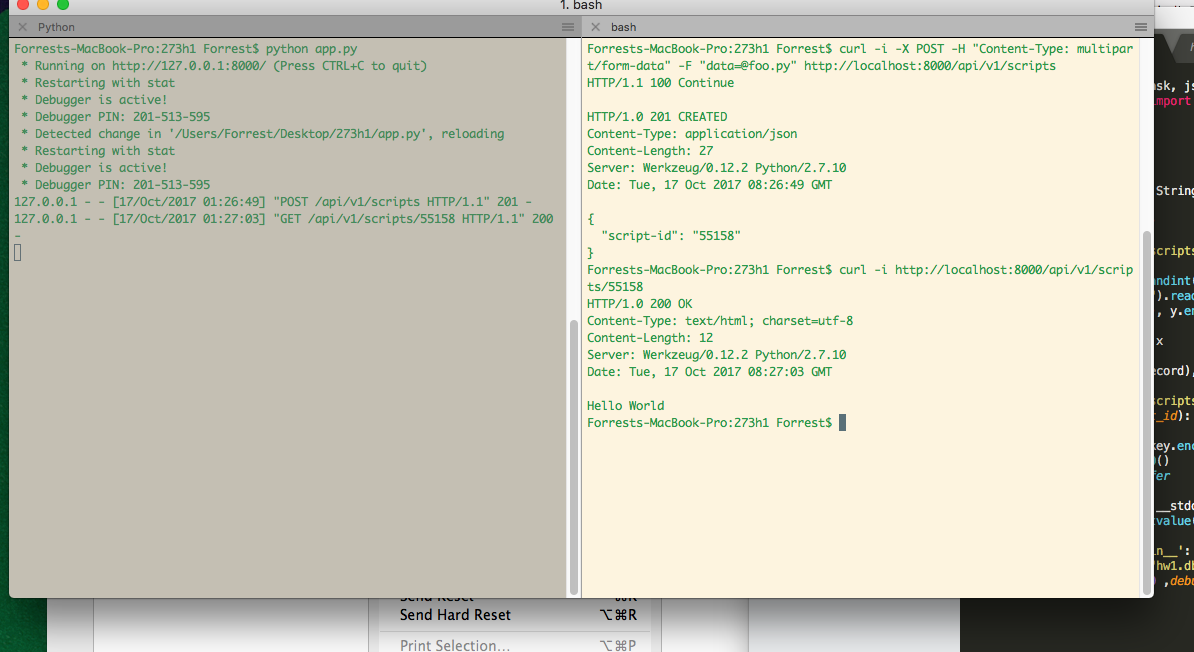 1. bash
Python
Forrests-MacBook-Pro:273h1 Forrest$ python app.py
* Running on http://127.0.0.1:8000/ (Press CTRL+C to quit)
* Restarting with stat
* Debugger is active!
* Debugger PIN: 201-513-595
* Detected change in '/Users/Forrest/Desktop/273h1/app.py', reloading
* Restarting with stat
* Debugger is active!
* Debugger PIN: 201-513-595
127.0.0.1 - - [17/Oct/2017 01:26:49] "POST /api/v1/scripts HTTP/1.1" 201 -
127.0.0.1 - - [17/Oct/2017 01:27:03] "GET /api/v1/scripts/55158 HTTP/1.1" 200
-
bash
Forrests-MacBook-Pro:273h1 Forrest$ curl -i -X POST -H "Content-Type: multipar
t/form-data" -F "data=@foo.py" http://localhost:8000/api/v1/scripts
HTTP/1.1 100 Continue
HTTP/1.0 201 CREATED
Content-Type: application/json
Content-Length: 27
Server: Werkzeug/0.12.2 Python/2.7.10
Date: Tue, 17 Oct 2017 08:26:49 GMT
{
"script-id": "55158"
}
Forrests-MacBook-Pro:273h1 Forrest$ curl -i http://localhost:8000/api/v1/scrip
ts/55158
HTTP/1.0 200 OK
Content-Type: text/html; charset=utf-8
Content-Length: 12
Server: Werkzeug/0.12.2 Python/2.7.10
Date: Tue, 17 Oct 2017 08:27:03 GMT
Hello World
Forrests-MacBook-Pro:273h1 Forrest$
Send Reset ⌘R
Send Hard Reset ⌥⌘R
Print Selection... ⌥⌘P
sk, js
mport
String
scripts
ndint(
').read
, y.en
x
ecord),
scripts
_id):
key.enc
()
fer
__stdo
value(
n__':
'hw1.db
) ,debu